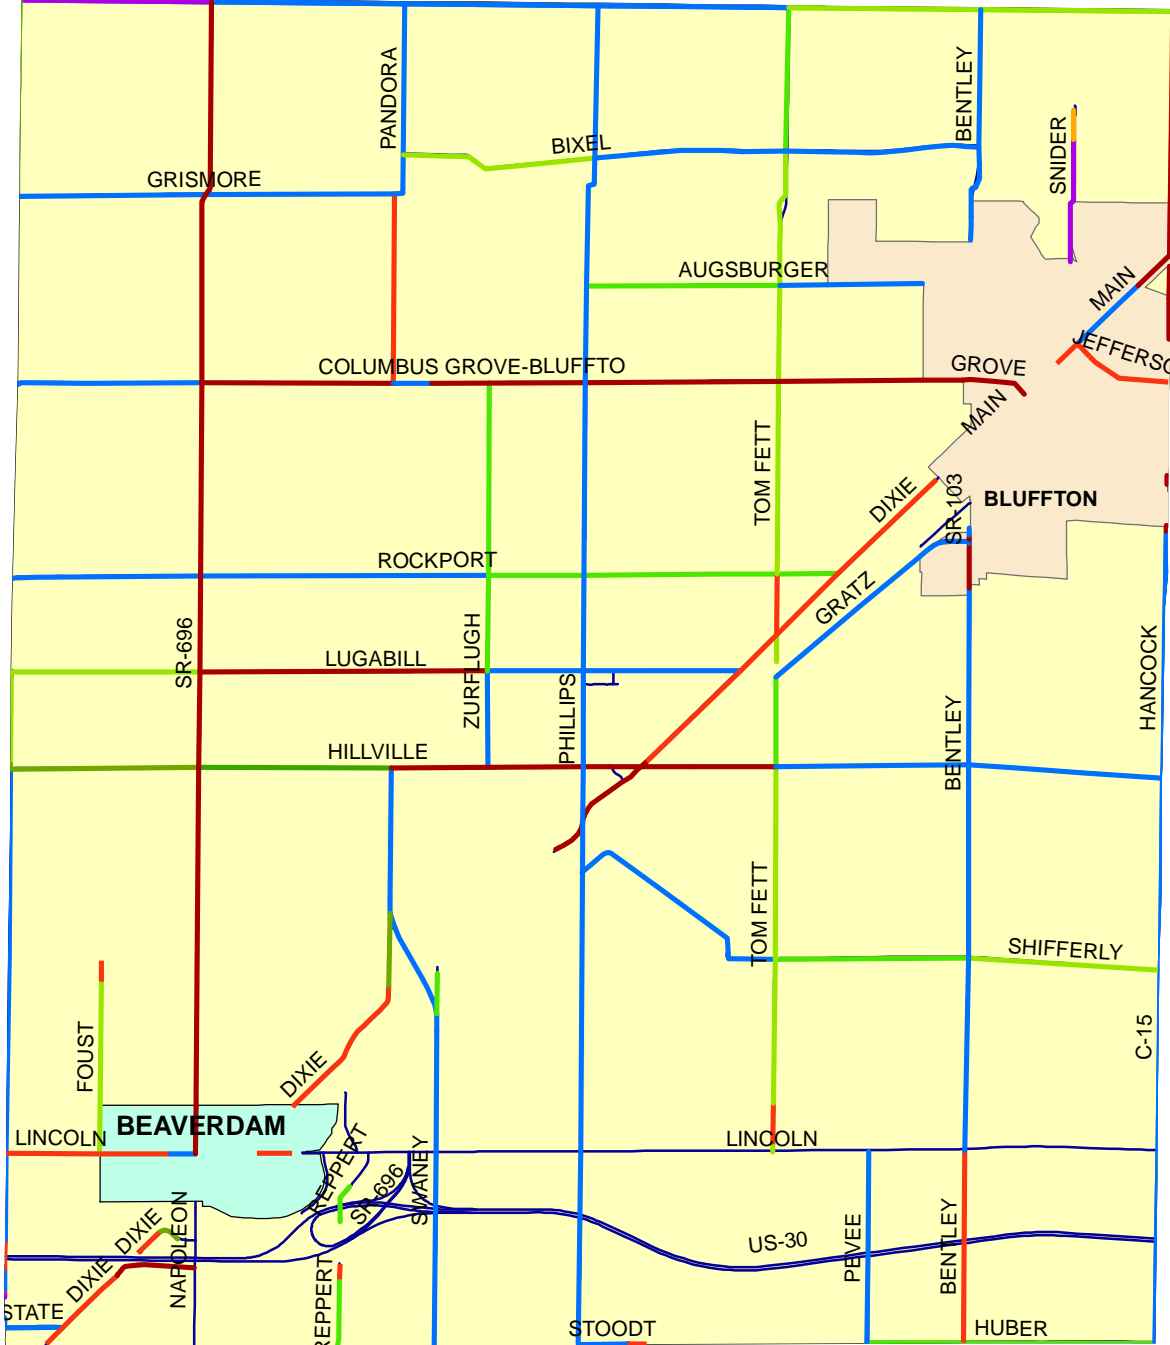 PANDORA
BENTLEY
BIXEL
SNIDER
GRISMORE
AUGSBURGER
MAIN
JEFFERSO
COLUMBUS GROVE-BLUFFTO
GROVE
MAIN
TOM FETT
DIXIE
SR-103
BLUFFTON
ROCKPORT
GRATZ
SR-696
ZURFLUGH
LUGABILL
PHILLIPS
HANCOCK
BENTLEY
HILLVILLE
TOM FETT
SHIFFERLY
C-15
FOUST
DIXIE
BEAVERDAM
LINCOLN
LINCOLN
REPPERT
SR-696
SWANEY
NAPOLEON
DIXIE
US-30
PEVEE
BENTLEY
DIXIE
REPPERT
STATE
STOODT
HUBER